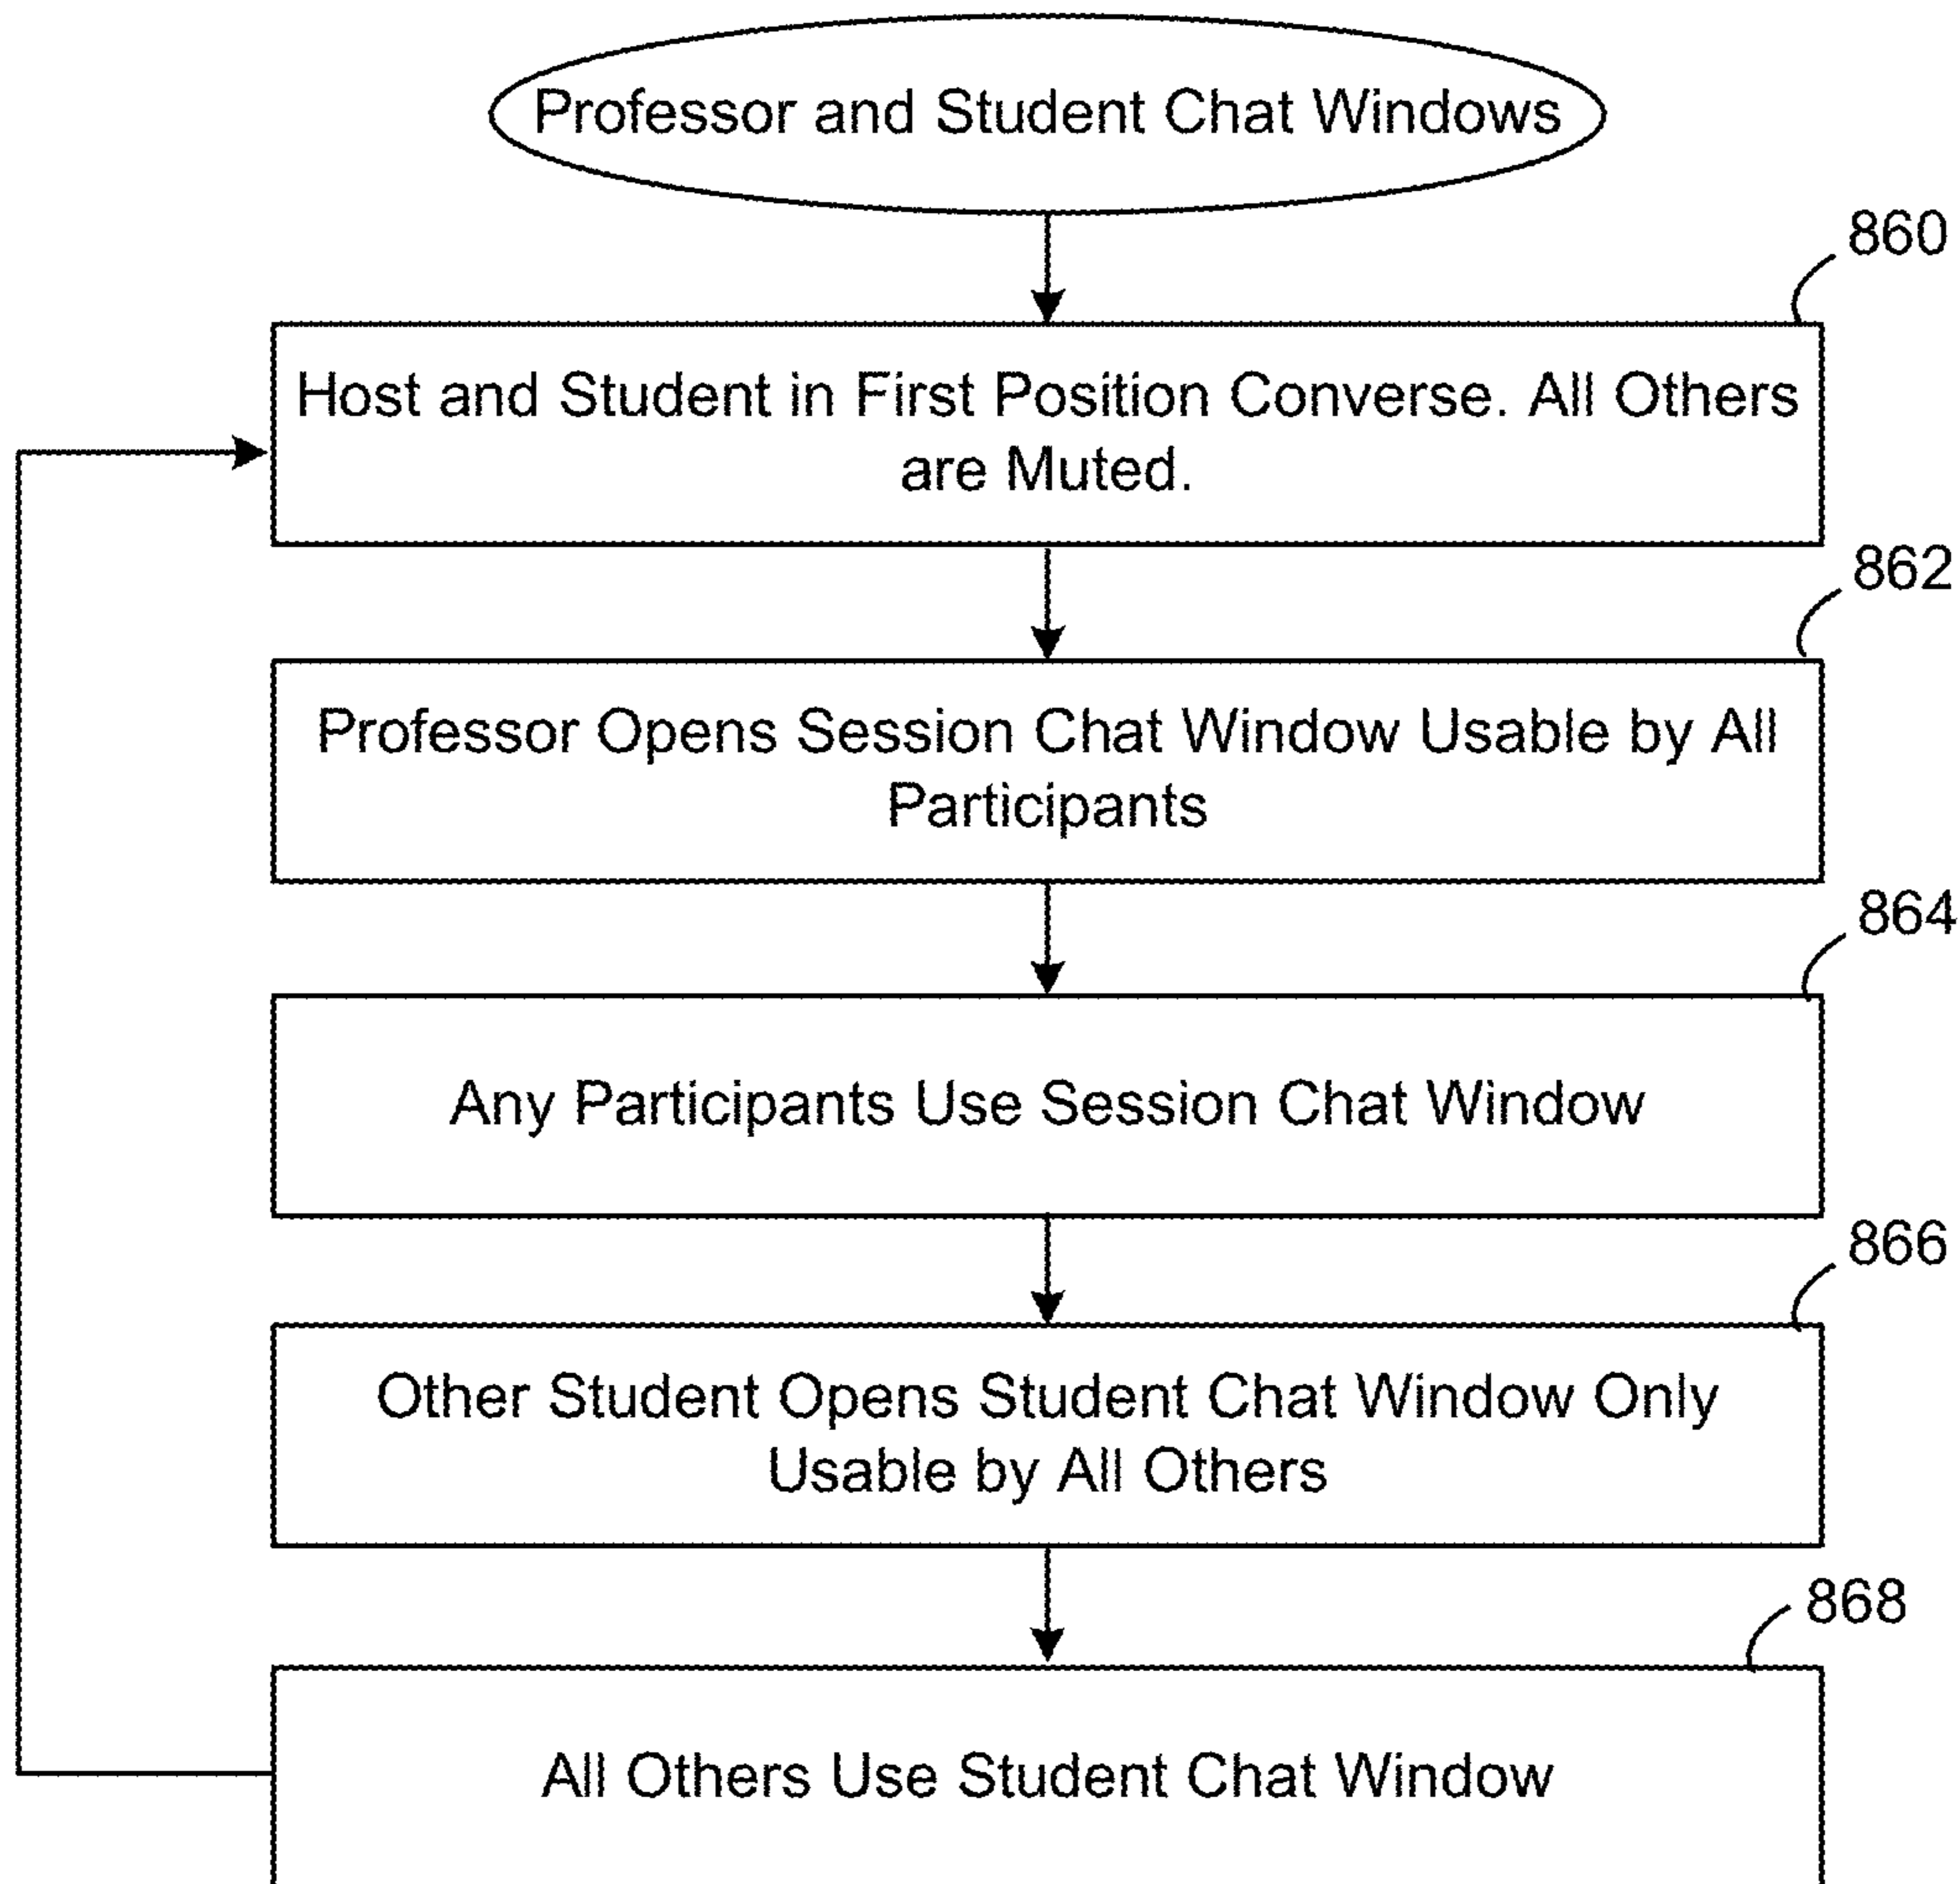 Professor and Student Chat Windows
860
Host and Student in First Position Converse. All Others
are Muted.
862
Professor Opens Session Chat Window Usable by All
Participants
864
Any Participants Use Session Chat Window
866
Other Student Opens Student Chat Window Only
Usable by All Others
868
All Others Use Student Chat Window